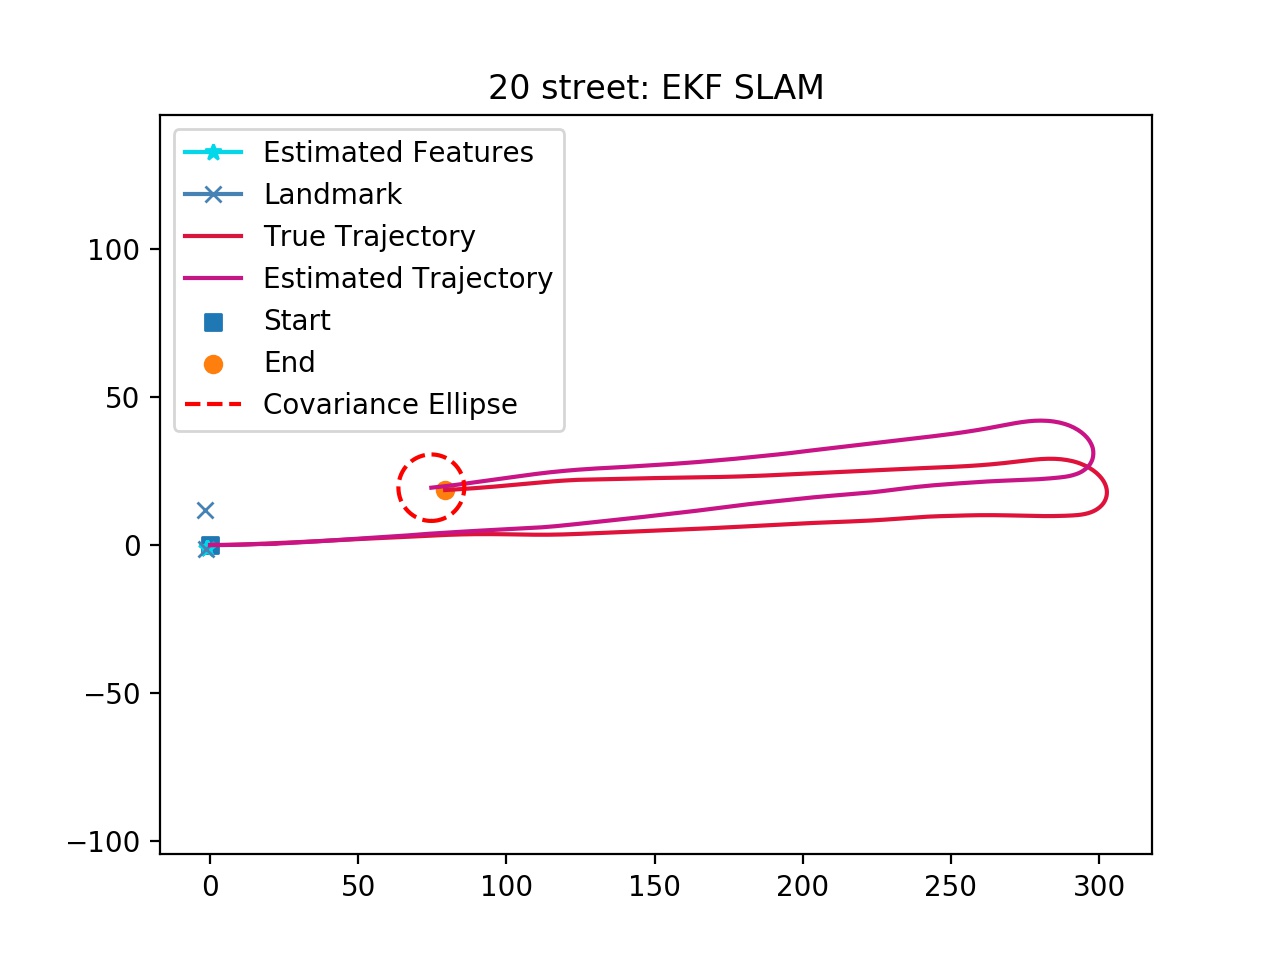 20 street: EKF SLAM
Estimated Features
Landmark
True Trajectory
Estimated Trajectory
Start
End
Covariance Ellipse
100
50
0
−50
−100
0 50 100 150 200 250 300